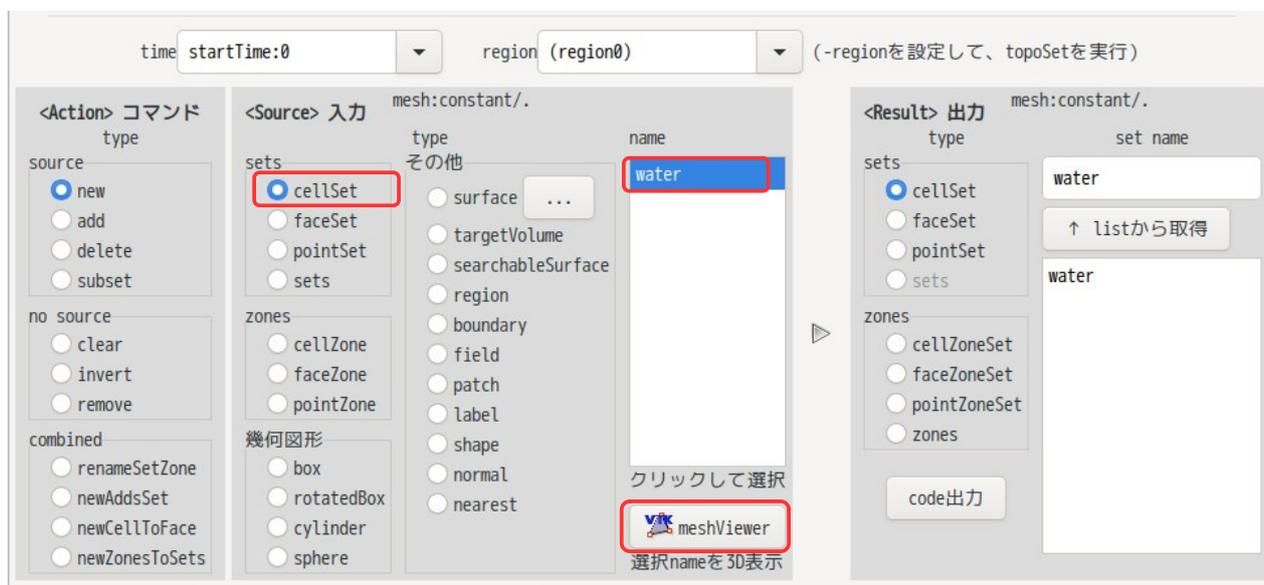 time startTime:0 region (region0) (-regionを設定して、topoSetを実行)
<Action> コマンド
type
source
new
add
delete
subset
no source
clear
invert
remove
combined
renameSetZone
newAddsSet
newCellToFace
newZonesToSets
<Source> 入力
mesh:constant/.
sets
cellSet
faceSet
pointSet
sets
zones
cellZone
faceZone
pointZone
幾何図形
box
rotatedBox
cylinder
sphere
type
その他
surface ...
targetVolume
searchableSurface
region
boundary
field
patch
label
shape
normal
nearest
name
water
クリックして選択
VTK meshViewer
選択nameを3D表示
<Result> 出力
mesh:constant/.
type
sets
cellSet
faceSet
pointSet
sets
zones
cellZoneSet
faceZoneSet
pointZoneSet
zones
code出力
set name
water
↑ listから取得
water